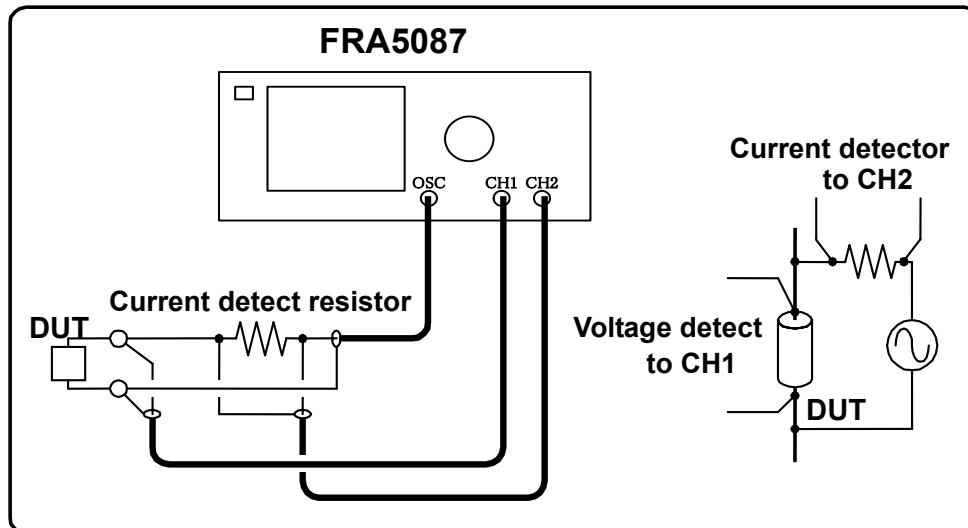 FRA5087
OSC CH1 CH2
Current detector
to CH2
Current detect resistor
DUT
Voltage detect
to CH1
DUT